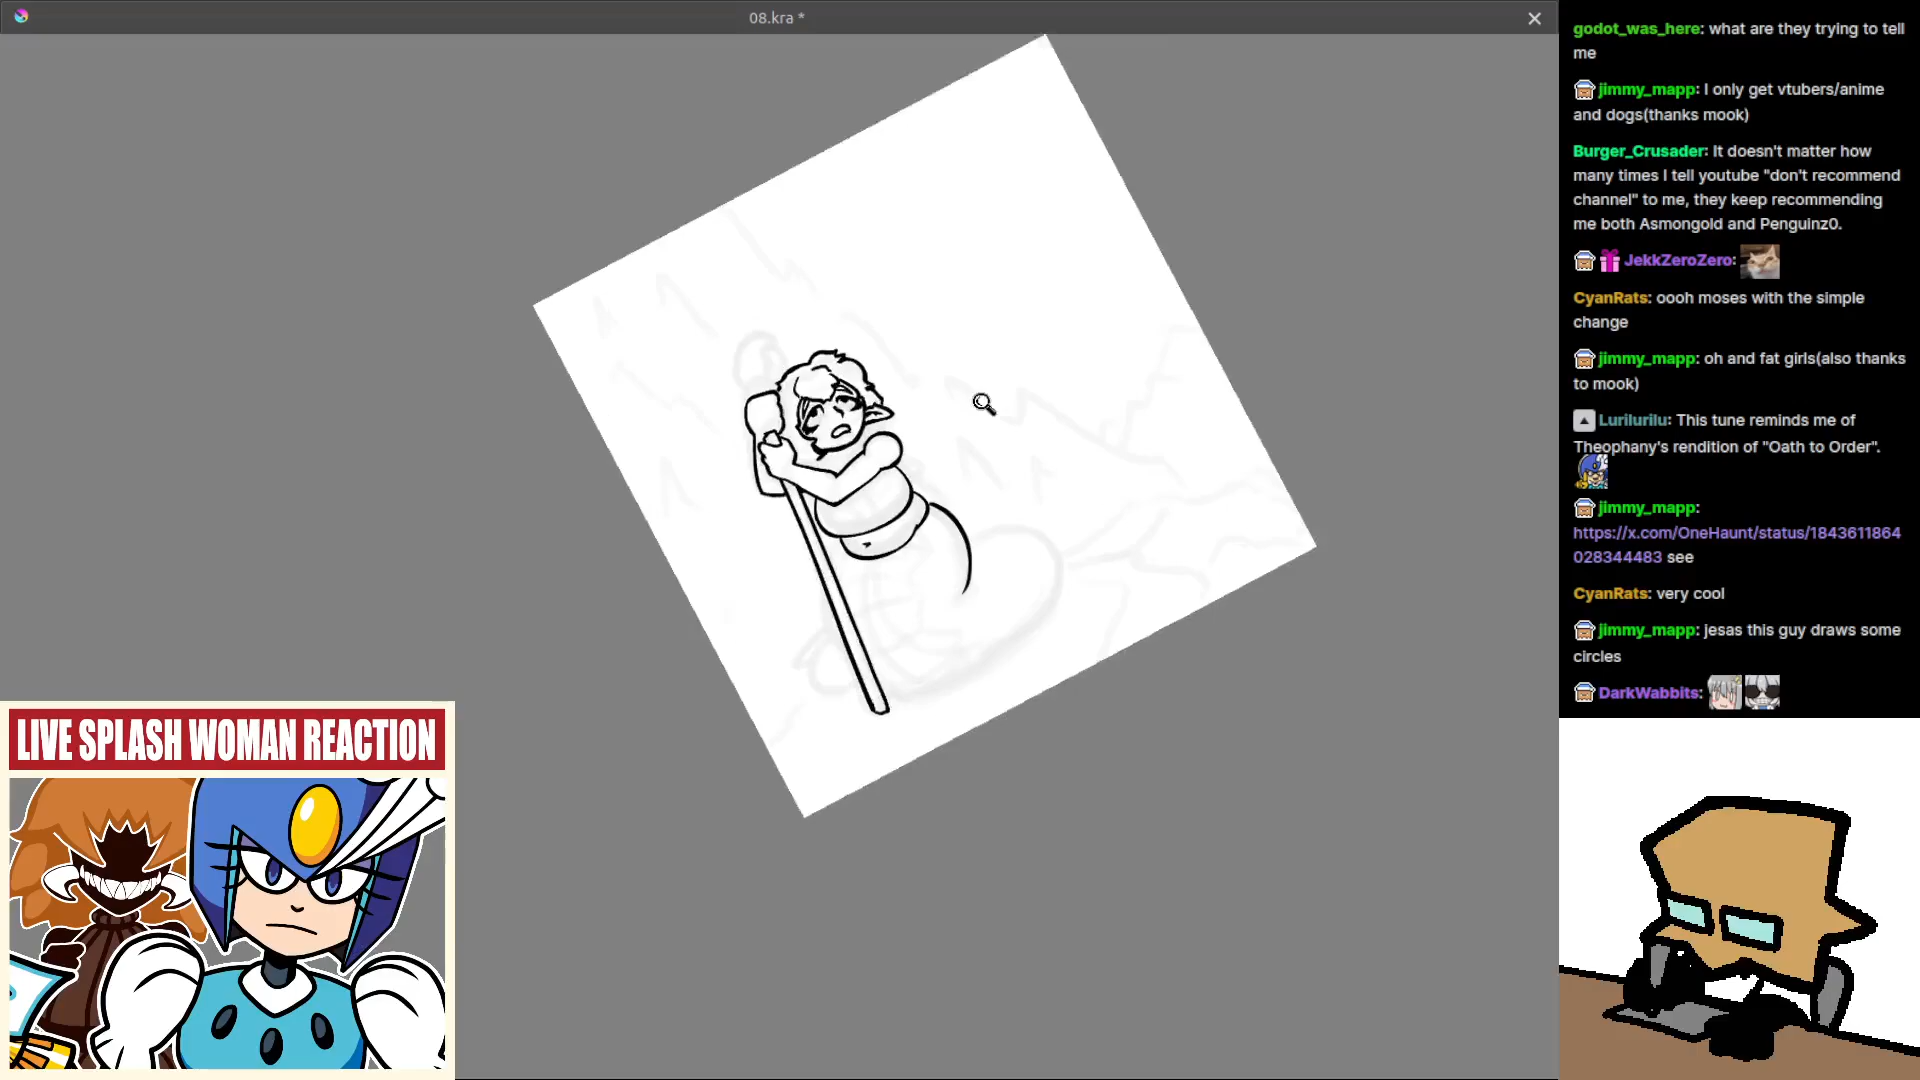 08.kra *
godot_was_here: what are they trying to tell
me
jimmy_mapp: I only get vtubers/anime
and dogs(thanks mook)
Burger_Crusader: It doesn't matter how
many times I tell youtube "don't recommend
channel" to me, they keep recommending
me both Asmongold and Penguinz0.
JekkZeroZero:
CyanRats: oooh moses with the simple
change
jimmy_mapp: oh and fat girls(also thanks
to mook)
Lurilurilu: This tune reminds me of
Theophany's rendition of "Oath to Order".
jimmy_mapp:
https://x.com/OneHaunt/status/1843611864
028344483 see
CyanRats: very cool
jimmy_mapp: jesas this guy draws some
circles
DarkWabbits:
LIVE SPLASH WOMAN REACTION